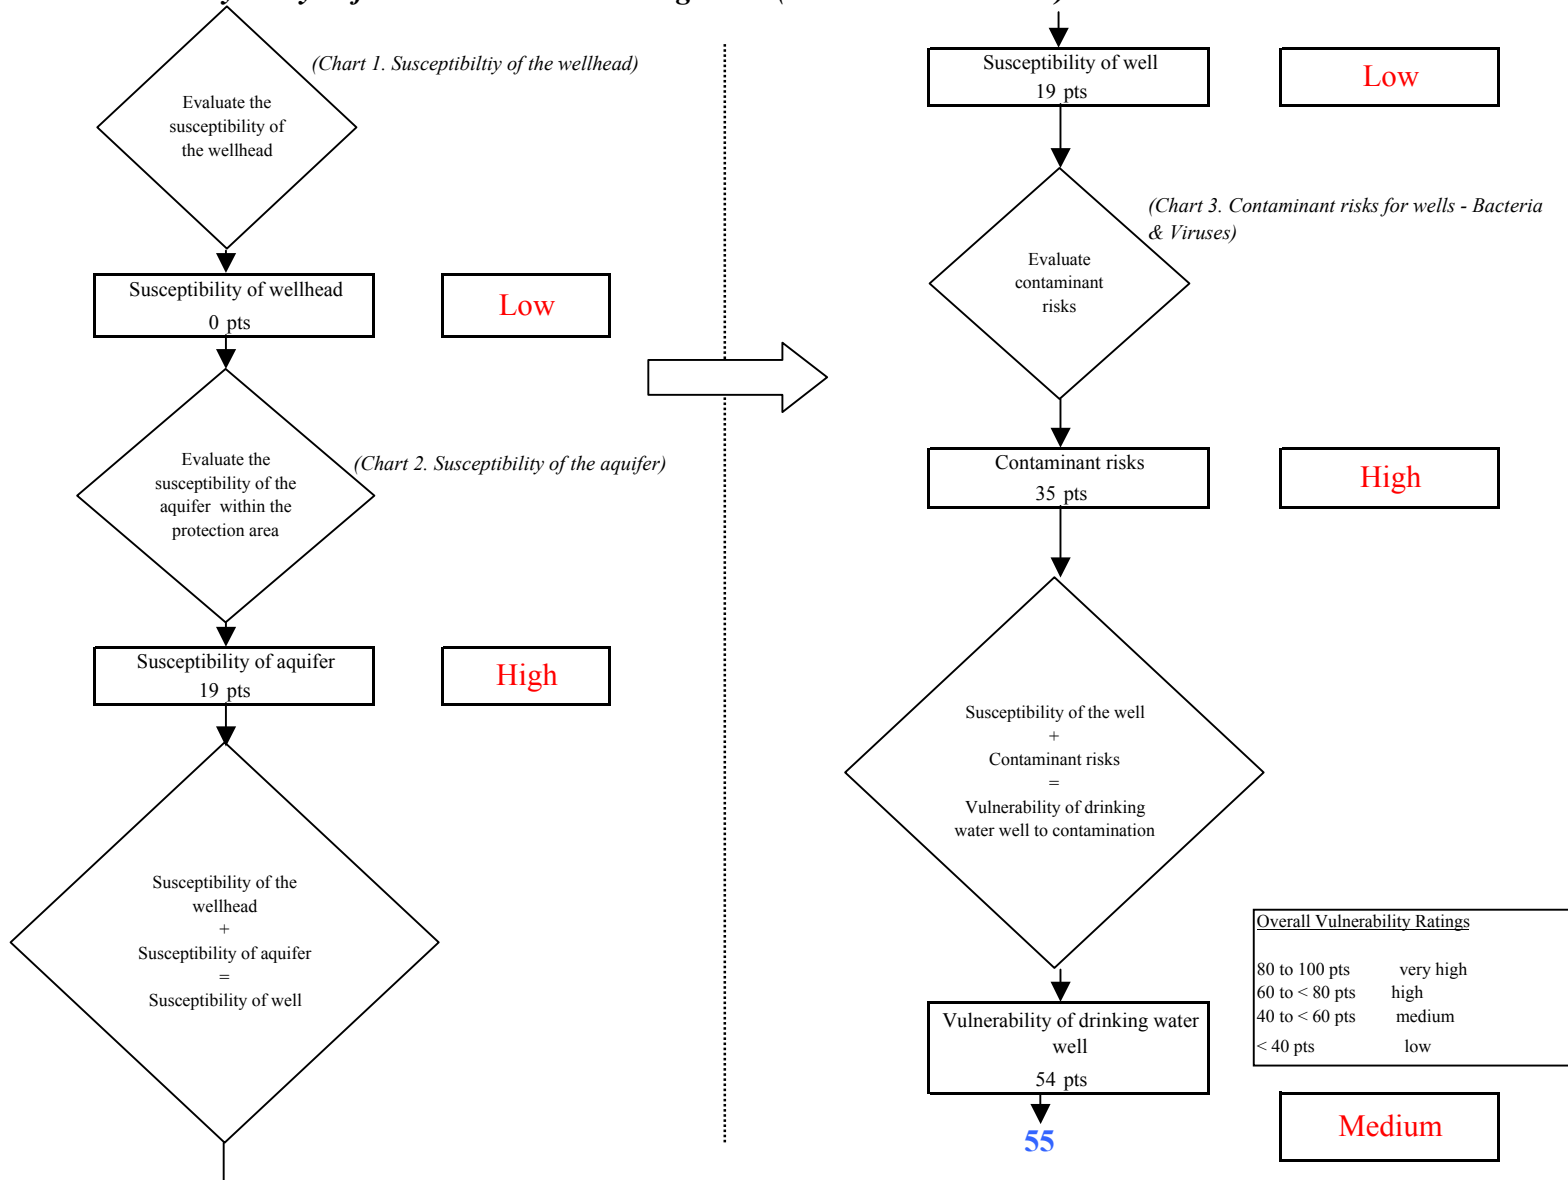 (Chart 1. Susceptibiltiy of the wellhead)
Evaluate the
susceptibility of
the wellhead
Susceptibility of wellhead
0 pts
Low
Evaluate the
susceptibility of the
aquifer within the
protection area
(Chart 2. Susceptibility of the aquifer)
Susceptibility of aquifer
19 pts
High
Susceptibility of the
wellhead
+
Susceptibility of aquifer
=
Susceptibility of well
Susceptibility of well
19 pts
Low
(Chart 3. Contaminant risks for wells - Bacteria
& Viruses)
Evaluate
contaminant
risks
Contaminant risks
35 pts
High
Susceptibility of the well
+
Contaminant risks
=
Vulnerability of drinking
water well to contamination
Overall Vulnerability Ratings
80 to 100 pts very high
60 to < 80 pts high
40 to < 60 pts medium
< 40 pts low
Vulnerability of drinking water
well
54 pts
55
Medium